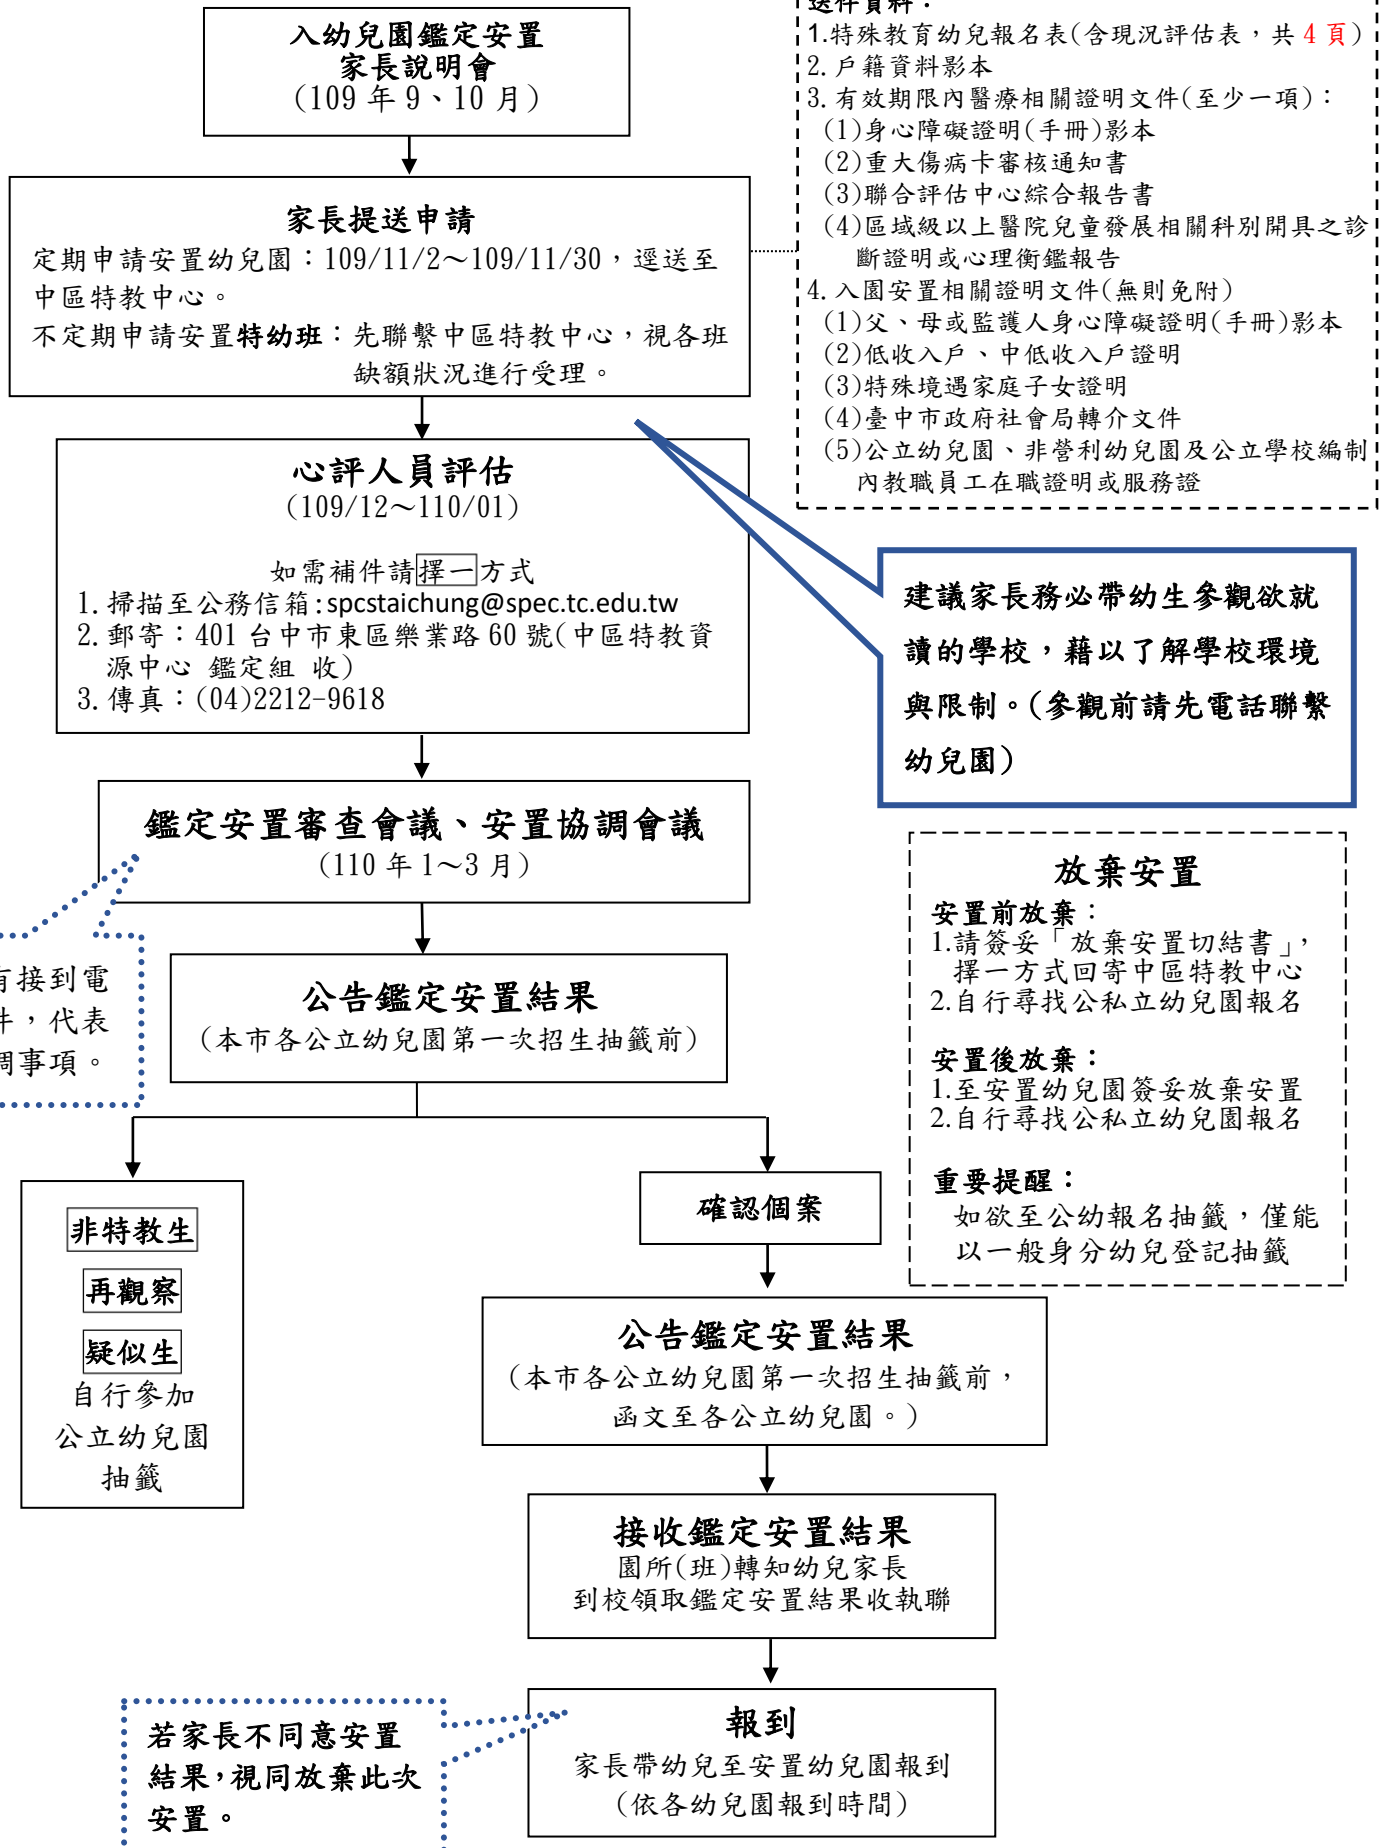 入幼兒園鑑定安置
家長說明會
(109 年 9、10 月)
送件資料：
1.特殊教育幼兒報名表(含現況評估表，共 4 頁)
2.戶籍資料影本
3.有效期限內醫療相關證明文件(至少一項)：
(1)身心障礙證明(手冊)影本
(2)重大傷病卡審核通知書
(3)聯合評估中心綜合報告書
(4)區域級以上醫院兒童發展相關科別開具之診
斷證明或心理衡鑑報告
4.入園安置相關證明文件(無則免附)
(1)父、母或監護人身心障礙證明(手冊)影本
(2)低收入戶、中低收入戶證明
(3)特殊境遇家庭子女證明
(4)臺中市政府社會局轉介文件
(5)公立幼兒園、非營利幼兒園及公立學校編制
內教職員工在職證明或服務證
家長提送申請
定期申請安置幼兒園：109/11/2～109/11/30，逕送至
中區特教中心。
不定期申請安置特幼班：先聯繫中區特教中心，視各班
缺額狀況進行受理。
心評人員評估
(109/12～110/01)
如需補件請擇一方式
1.掃描至公務信箱:spcstaichung@spec.tc.edu.tw
2.郵寄：401 台中市東區樂業路 60 號(中區特教資
源中心 鑑定組 收)
3.傳真：(04)2212-9618
建議家長務必帶幼生參觀欲就
讀的學校，藉以了解學校環境
與限制。(參觀前請先電話聯繫
幼兒園)
鑑定安置審查會議、安置協調會議
(110 年 1～3 月)
有接到電
件，代表
調事項。
公告鑑定安置結果
(本市各公立幼兒園第一次招生抽籤前)
放棄安置
安置前放棄：
1.請簽妥「放棄安置切結書」，
擇一方式回寄中區特教中心
2.自行尋找公私立幼兒園報名
安置後放棄：
1.至安置幼兒園簽妥放棄安置
2.自行尋找公私立幼兒園報名
重要提醒：
如欲至公幼報名抽籤，僅能
以一般身分幼兒登記抽籤
非特教生
再觀察
疑似生
自行參加
公立幼兒園
抽籤
確認個案
公告鑑定安置結果
(本市各公立幼兒園第一次招生抽籤前，
函文至各公立幼兒園。)
接收鑑定安置結果
園所(班)轉知幼兒家長
到校領取鑑定安置結果收執聯
報到
家長帶幼兒至安置幼兒園報到
(依各幼兒園報到時間)
若家長不同意安置
結果，視同放棄此次
安置。